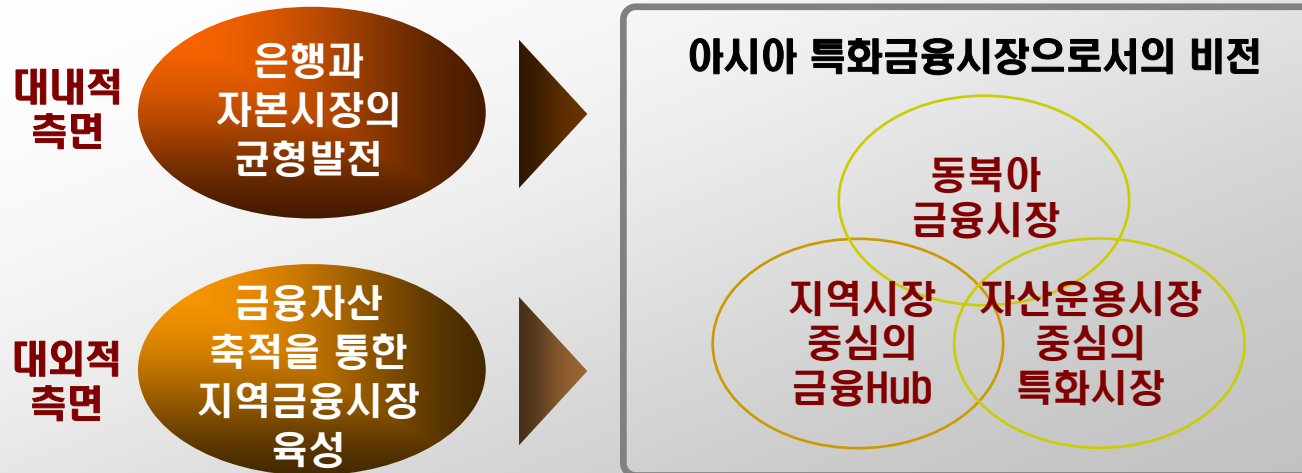 대내적
측면
은행과
자본시장의
균형발전
대외적
측면
금융자산
축적을 통한
지역금융시장
육성
아시아 특화금융시장으로서의 비전
동북아
금융시장
지역시장
중심의
금융Hub
자산운용시장
중심의
특화시장